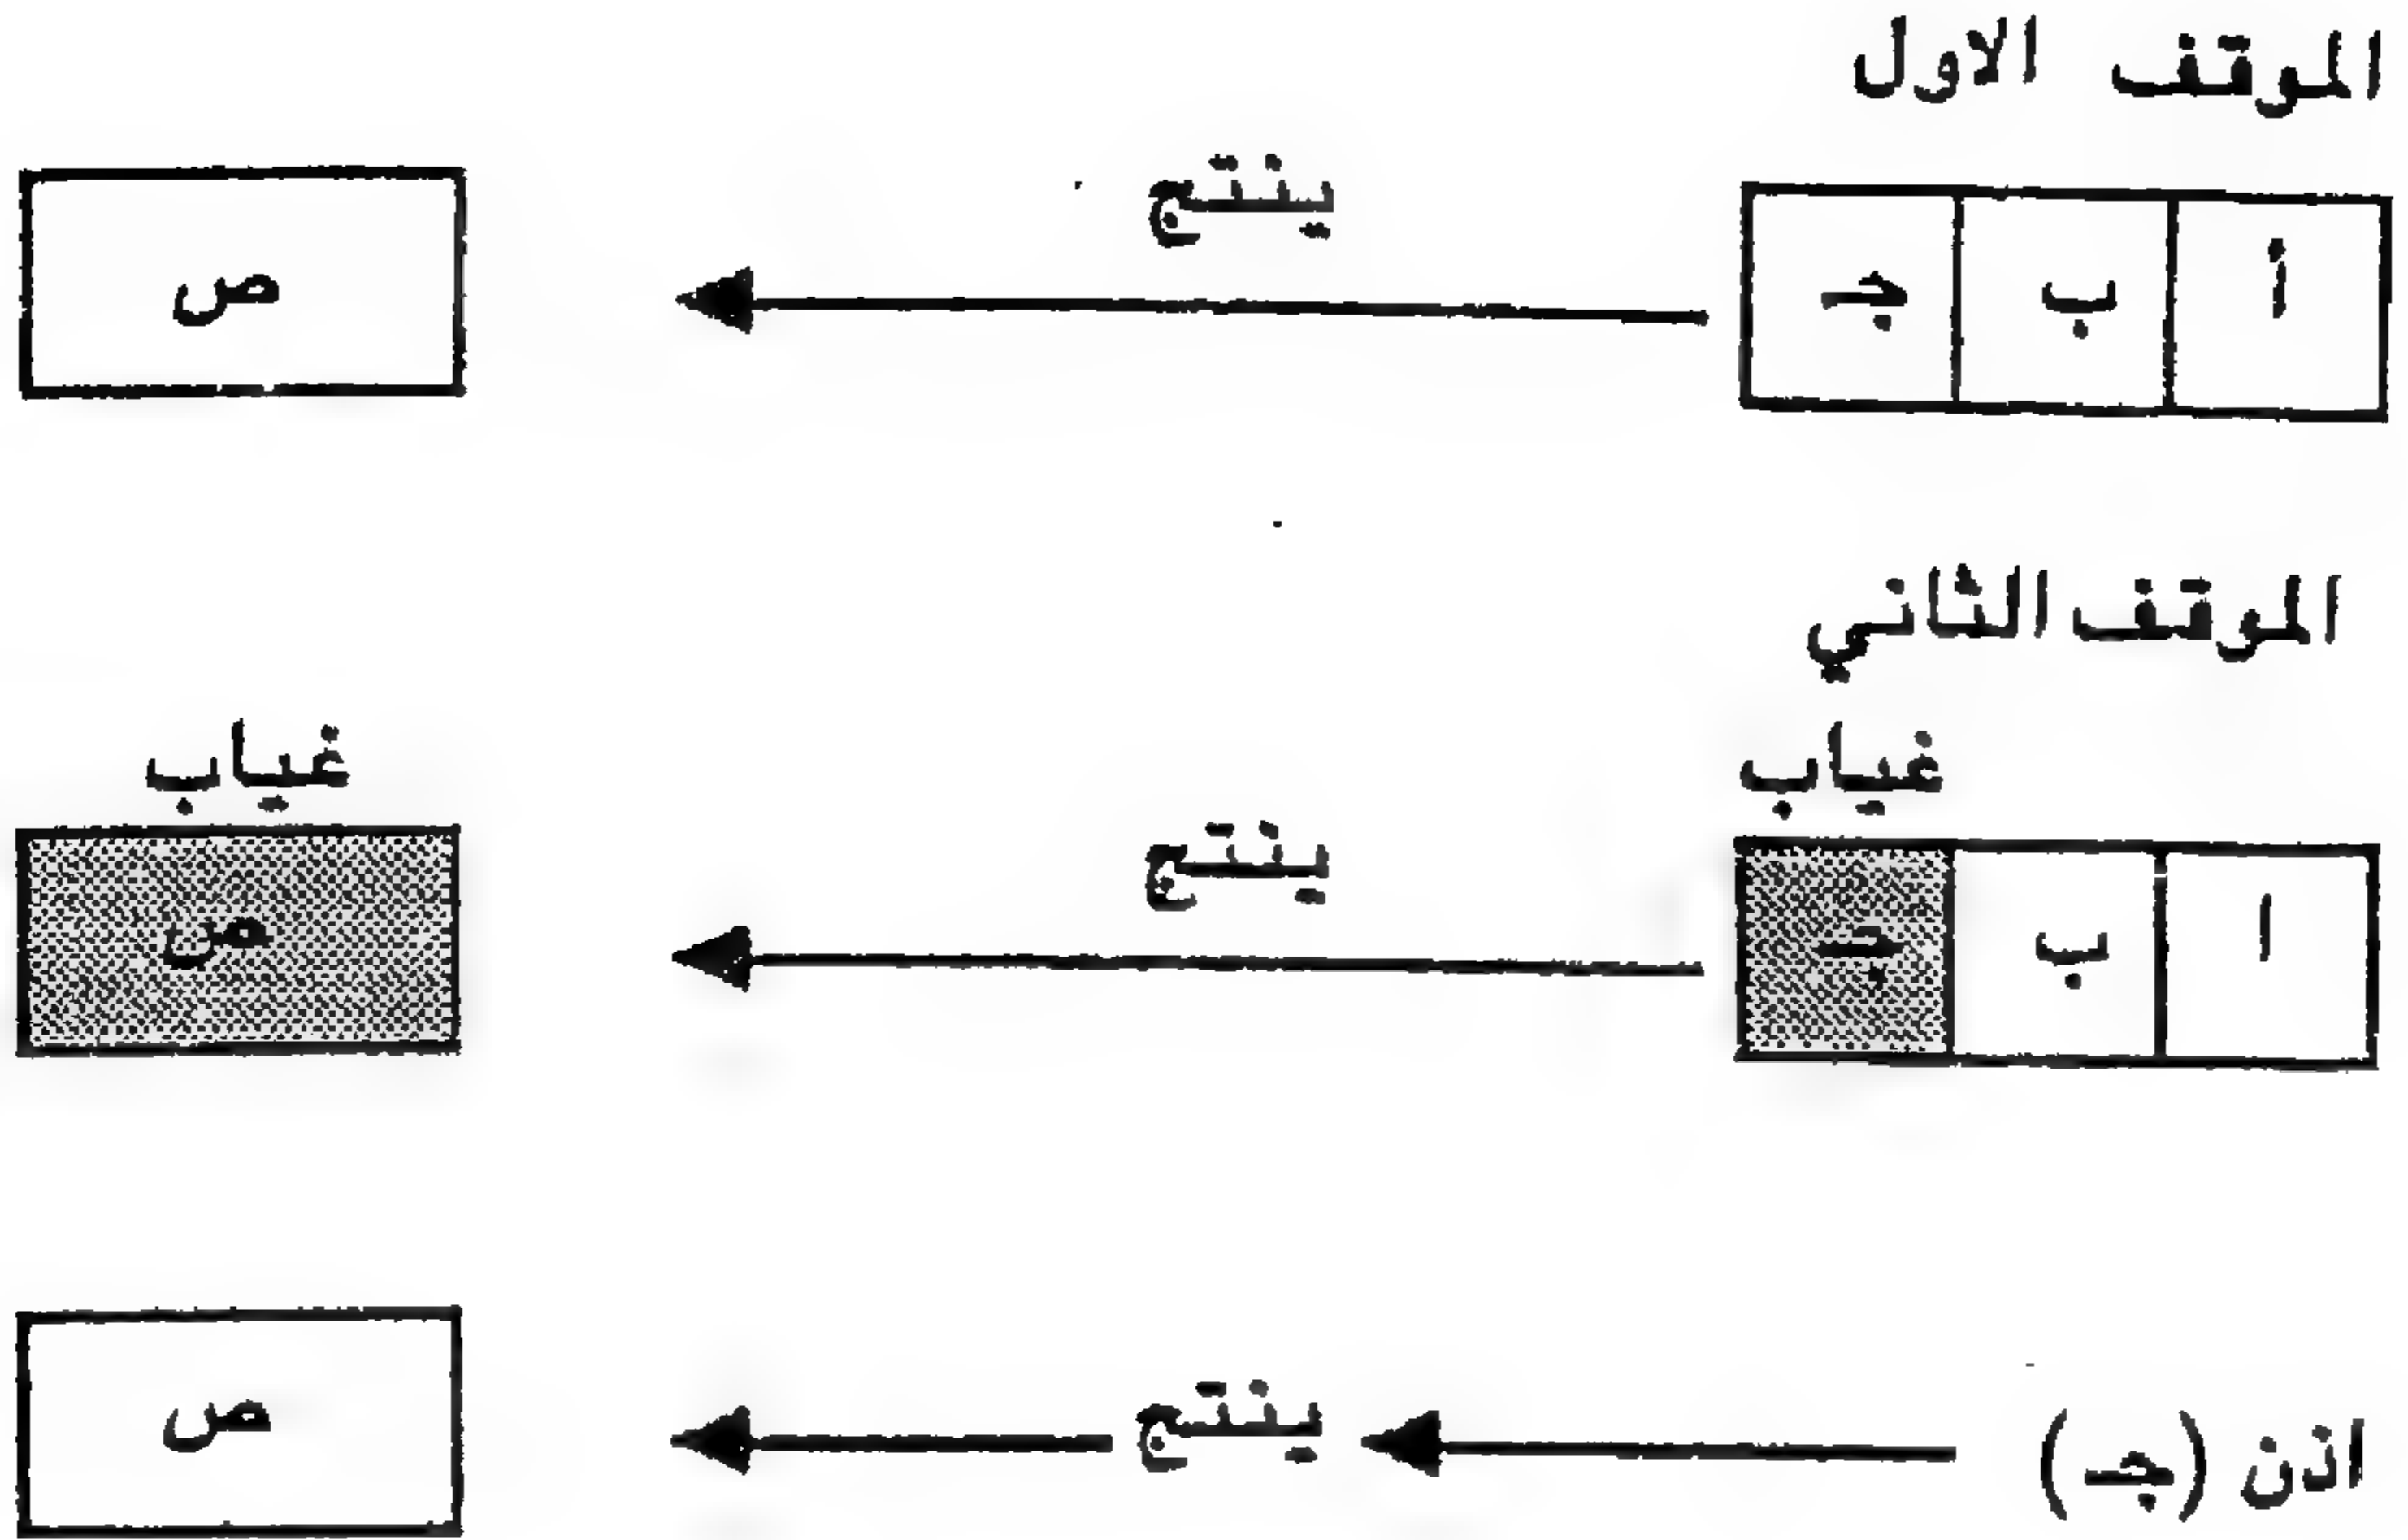 الموقف الاول
ينتج
أ ب جـ ص
الموقف الثاني
غياب غياب
ينتج
ا ب جـ ص
اذن (جـ) ينتج ص